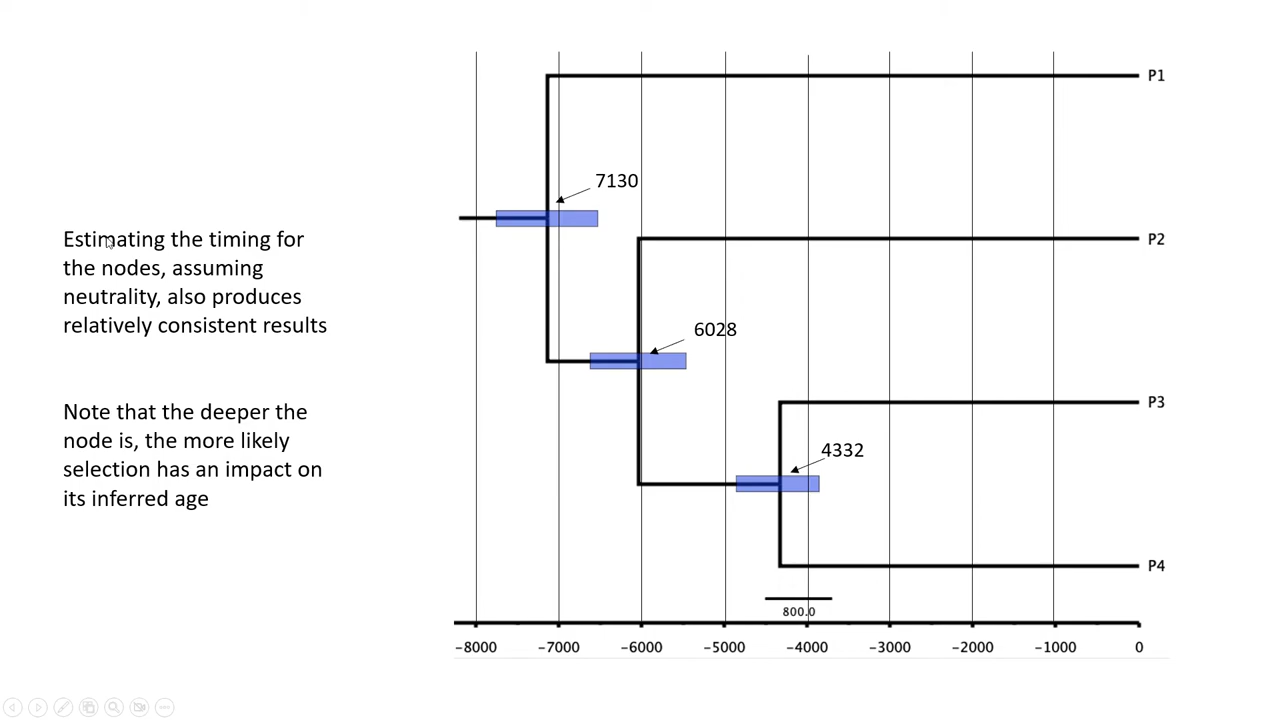 P1
7130
Estimating the timing for
the nodes, assuming
neutrality, also produces
relatively consistent results
P2
6028
Note that the deeper the
node is, the more likely
selection has an impact on
its inferred age
P3
4332
P4
800.0
-8000 -7000 -6000 -5000 -4000 -3000 -2000 -1000 0